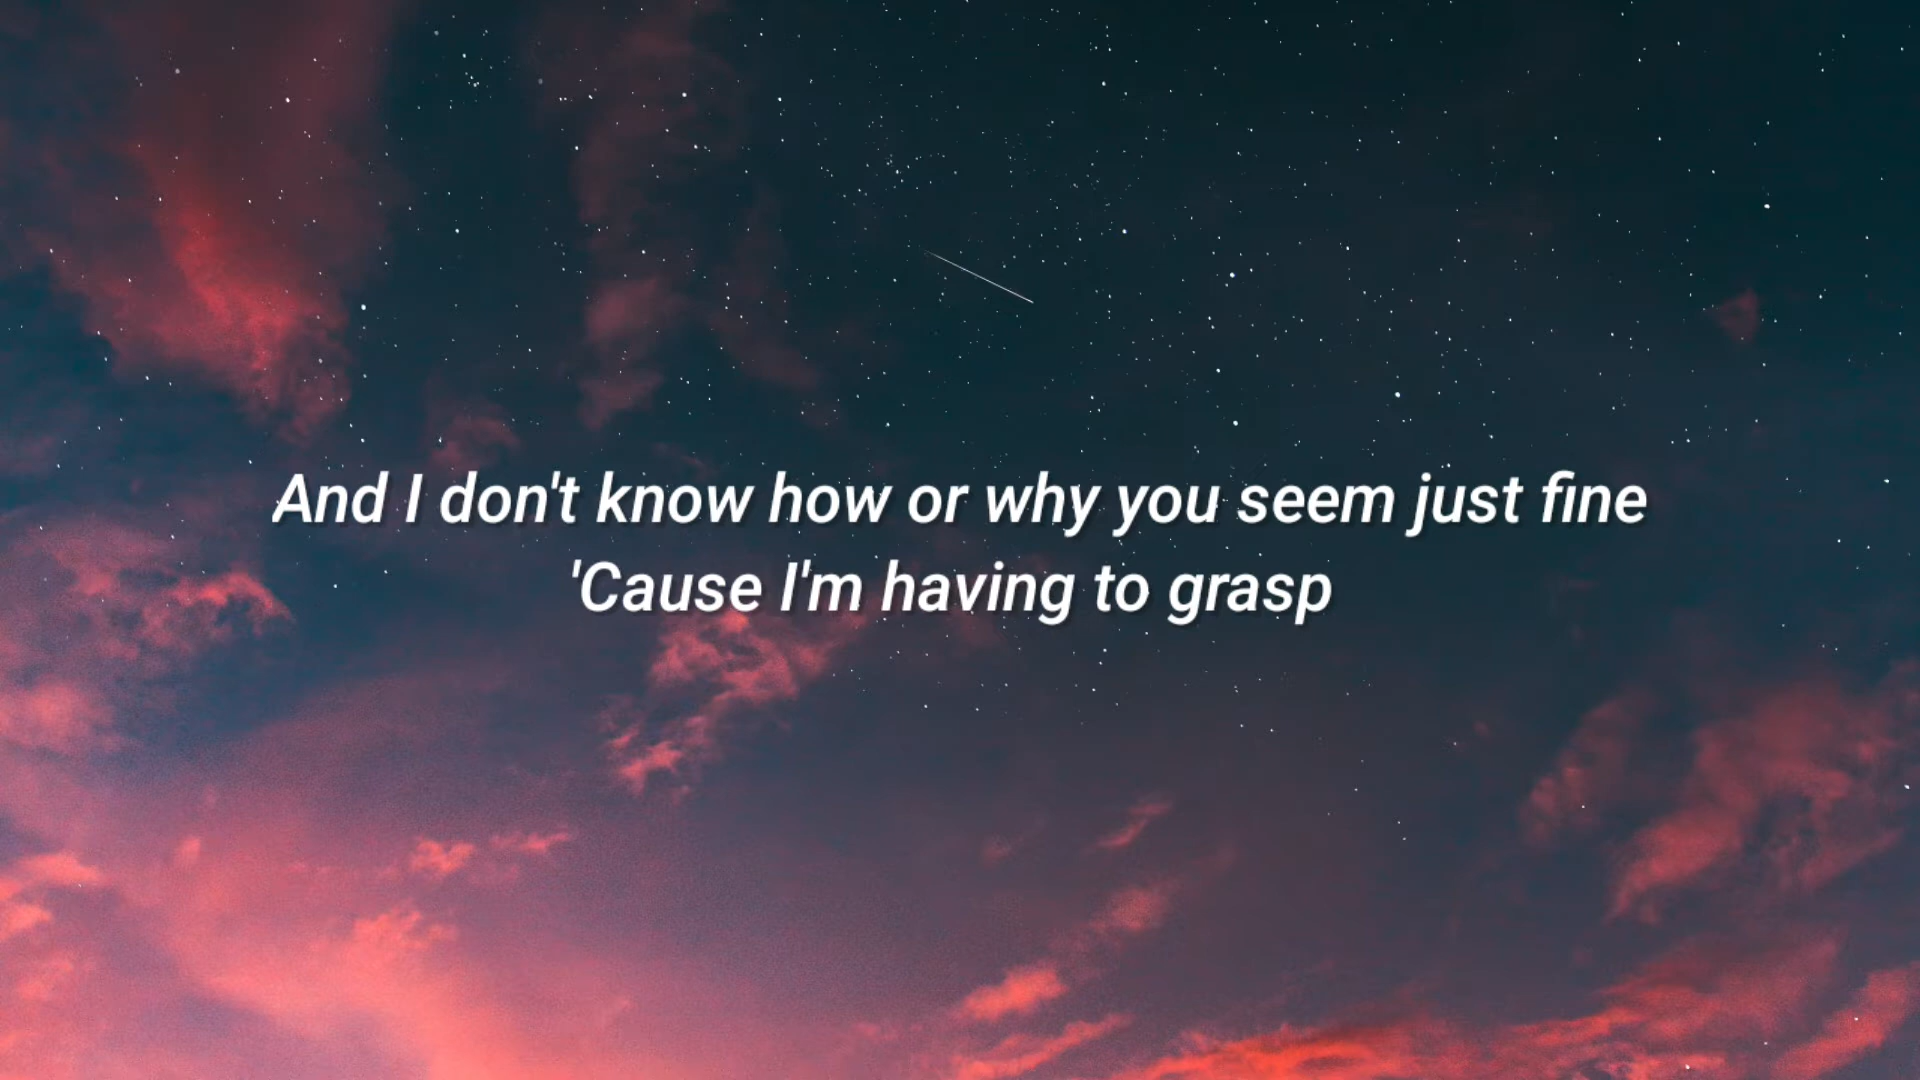 And I don't know how or why you seem just fine
'Cause I'm having to grasp